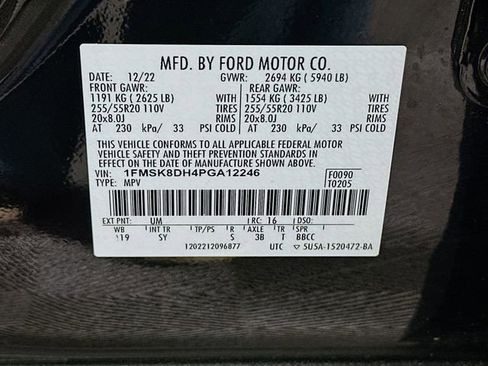 MFD. BY FORD MOTOR CO.
DATE: 12/22 GVWR: 2694 KG ( 5940 LB)
FRONT GAWR: REAR GAWR:
1191 KG ( 2625 LB) WITH 1554 KG ( 3425 LB) WITH
255/55R20 110V TIRES 255/55R20 110V TIRES
20x8.0J RIMS 20x8.0J RIMS
AT 230 kPa/ 33 PSI COLD AT 230 kPa/ 33 PSI COLD
THIS VEHICLE CONFORMS TO ALL APPLICABLE FEDERAL MOTOR
VEHICLE SAFETY AND THEFT PREVENTION STANDARDS IN EFFECT
ON THE DATE OF MANUFACTURE SHOWN ABOVE.
VIN: 1FMSK8DH4PGA12246 F0090
TYPE: MPV T0205
EXT PNT: UM RC: 16
WB INT TR TP/PS R AXLE TR SPR
119 SY S 3B T BBCC
1202212096877 UTC ▽ 5U5A-1520472-BA